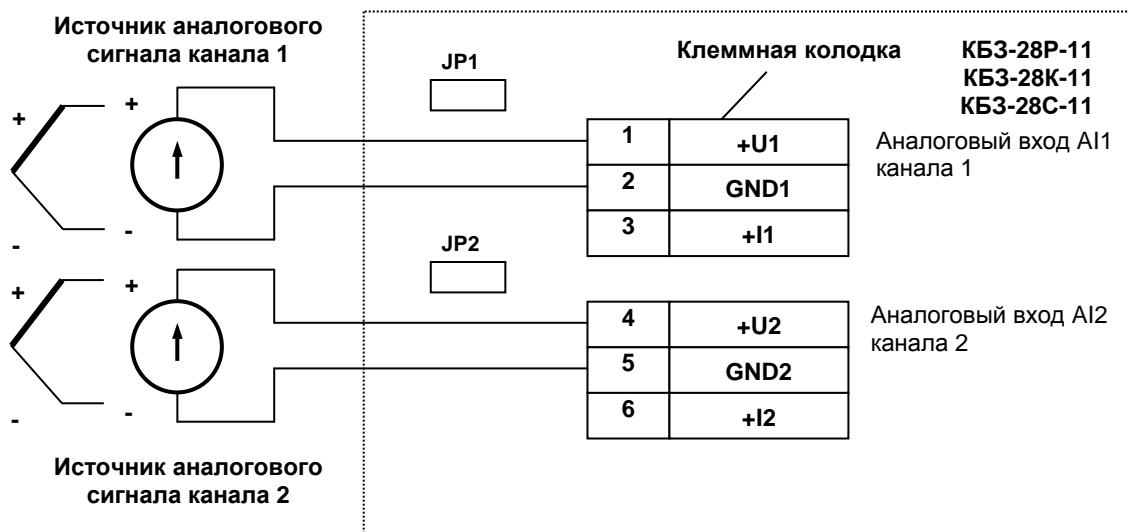 Источник аналогового
сигнала канала 1
JP1
Клеммная колодка
КБЗ-28Р-11
КБЗ-28К-11
КБЗ-28С-11
+ +
1 +U1
Аналоговый вход AI1
канала 1
2 GND1
- -
3 +I1
JP2
+ +
4 +U2
Аналоговый вход AI2
канала 2
5 GND2
- -
6 +I2
Источник аналогового
сигнала канала 2